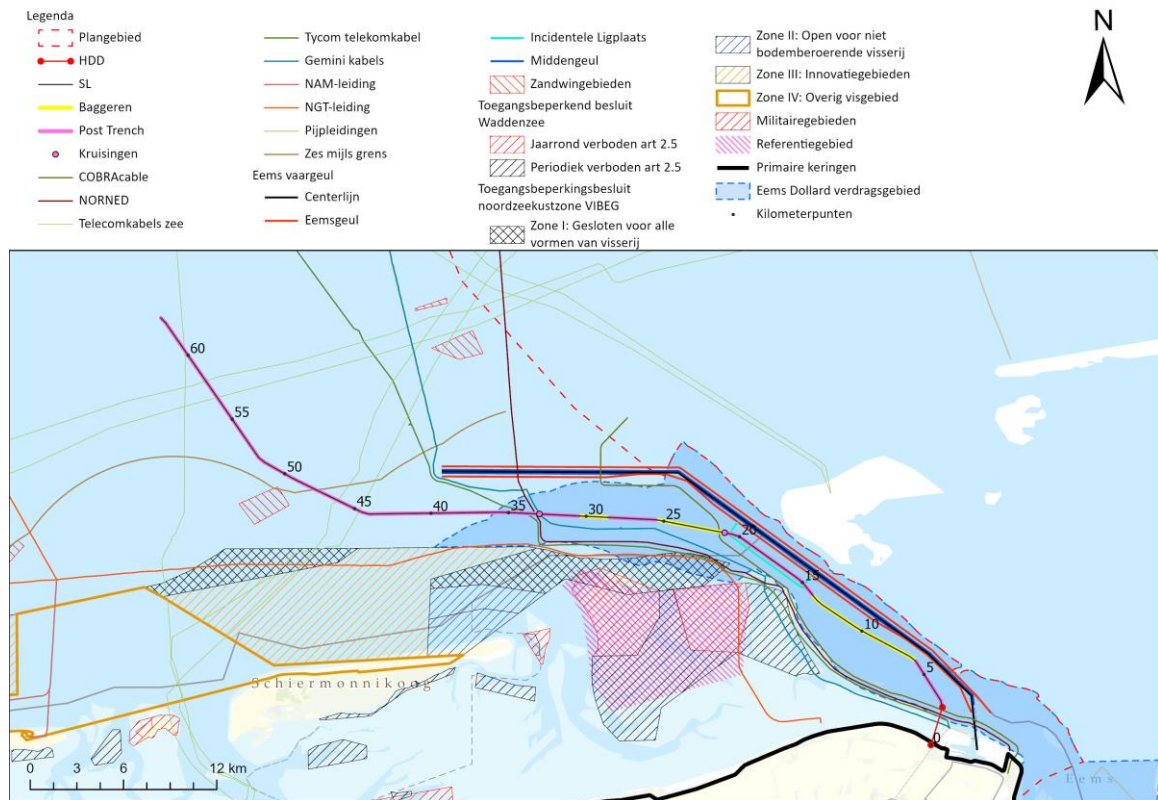 Legenda
Plangebied
HDD
SL
Baggeren
Post Trench
Kruisingen
COBRAcable
NORNED
Telecomkabels zee
Tycom telekomkabel
Gemini kabels
NAM-leiding
NGT-leiding
Pijpleidingen
Zes mijls grens
Eems vaargeul
Centerlijn
Eemsgeul
Incidentele Ligplaats
Middengeul
Zandwingebieden
Toegangsbeperkend besluit
Waddenzee
Jaarrond verboden art 2.5
Periodiek verboden art 2.5
Toegangsbeperkingsbesluit
noordzeekustzone VIBEG
Zone I: Gesloten voor alle
vormen van visserij
Zone II: Open voor niet
bodemberoerende visserij
Zone III: Innovatiegebieden
Zone IV: Overig visgebied
Militairegebieden
Referentiegebied
Primaire keringen
Eems Dollard verdragsgebied
Kilometerpunten
N
60
55
50
45
40
35
30
25
20
15
10
5
0
Schiermonnikoog
Eems
0 3 6 12 km